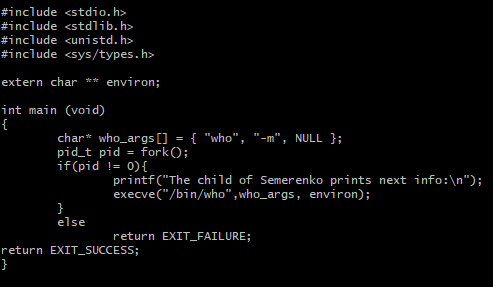 #include <stdio.h>
#include <stdlib.h>
#include <unistd.h>
#include <sys/types.h>
extern char ** environ;
int main (void)
{
char* who_args[] = { "who", "-m", NULL };
pid_t pid = fork();
if(pid != 0){
printf("The child of Semerenko prints next info:\n");
execve("/bin/who",who_args, environ);
}
else
return EXIT_FAILURE;
return EXIT_SUCCESS;
}